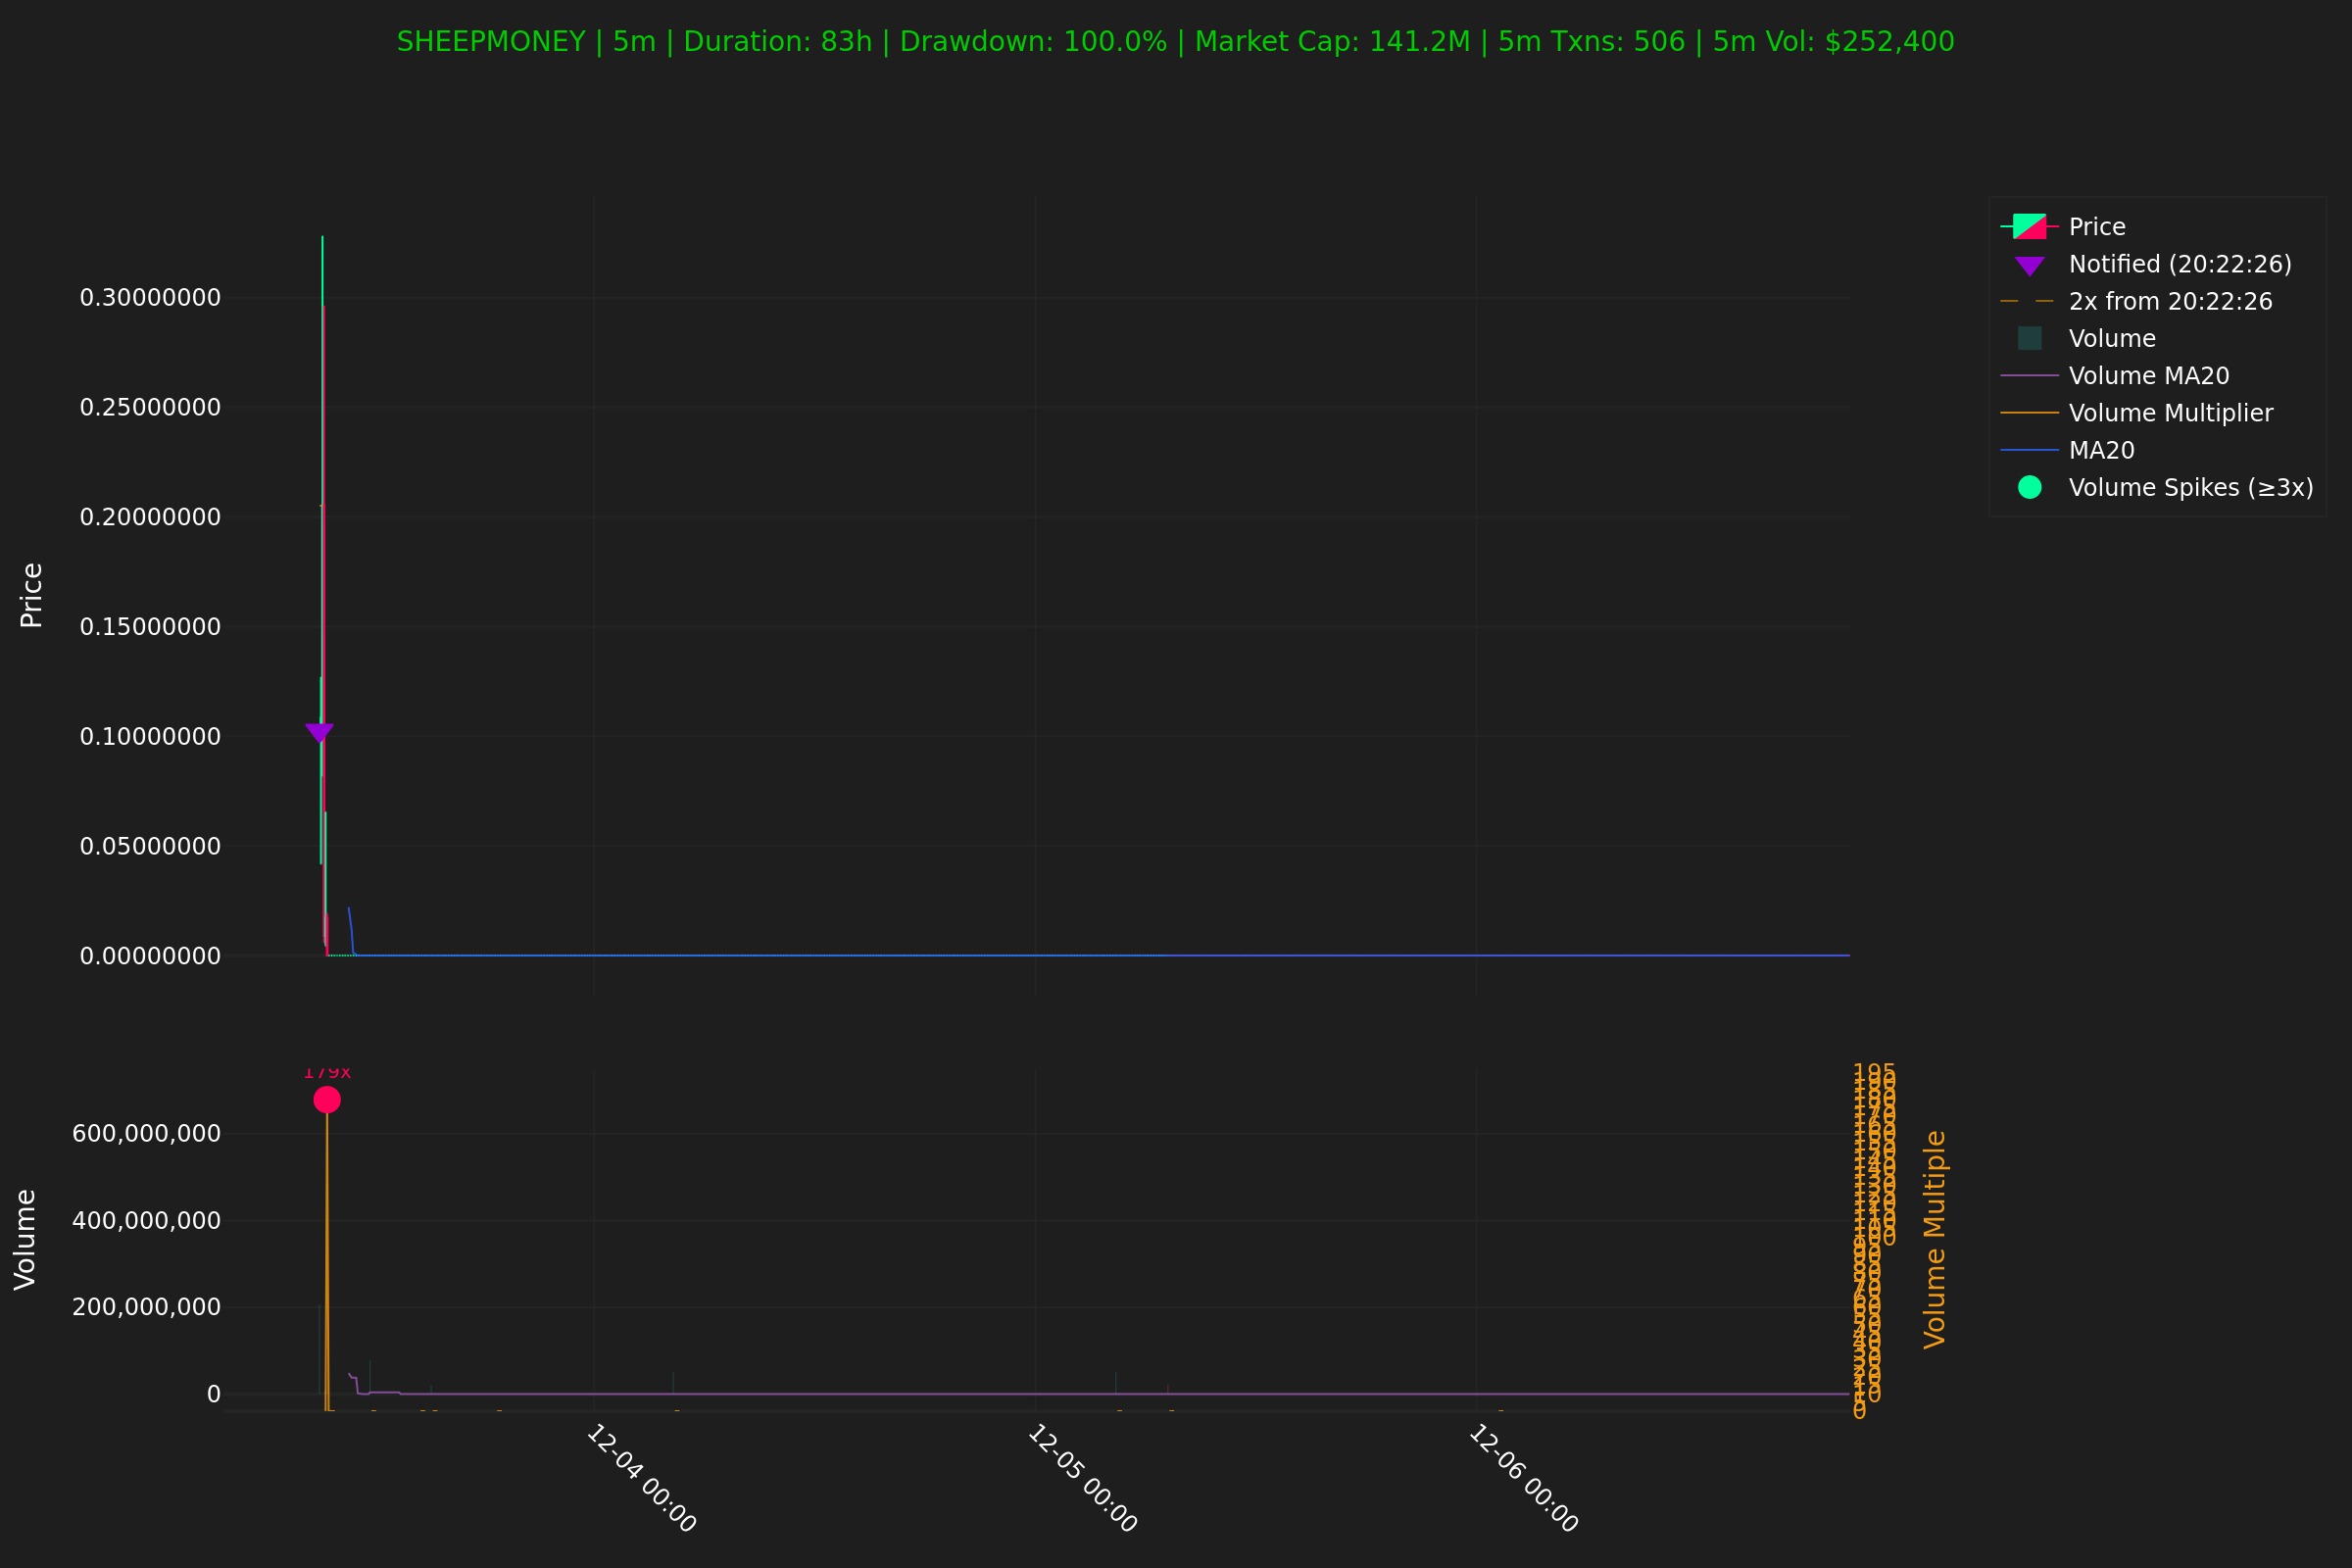 SHEEPMONEY | 5m | Duration: 83h | Drawdown: 100.0% | Market Cap: 141.2M | 5m Txns: 506 | 5m Vol: $252,400
Price
Notified (20:22:26)
2x from 20:22:26
Volume
Volume MA20
Volume Multiplier
MA20
Volume Spikes (≥3x)
Price
0.30000000
0.25000000
0.20000000
0.15000000
0.10000000
0.05000000
0.00000000
179x
Volume
600,000,000
400,000,000
200,000,000
0
195
100
0
Volume Multiple
12-04 00:00
12-05 00:00
12-06 00:00